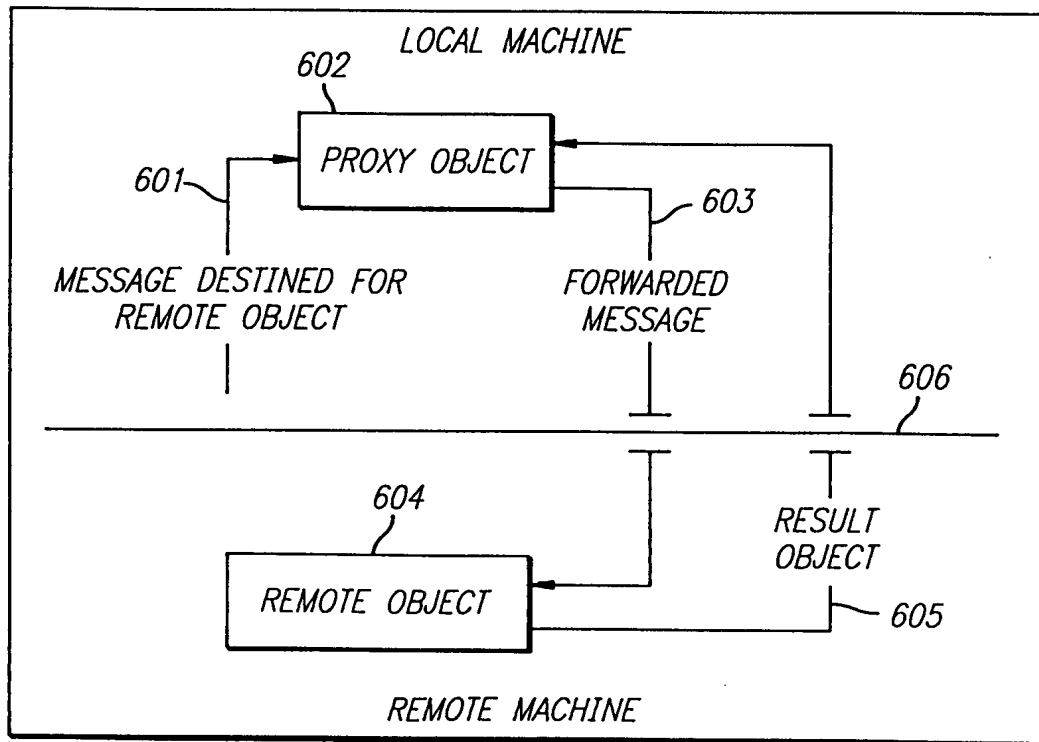 LOCAL MACHINE
602
PROXY OBJECT
601
603
MESSAGE DESTINED FOR
REMOTE OBJECT
FORWARDED
MESSAGE
606
604
REMOTE OBJECT
RESULT
OBJECT
605
REMOTE MACHINE